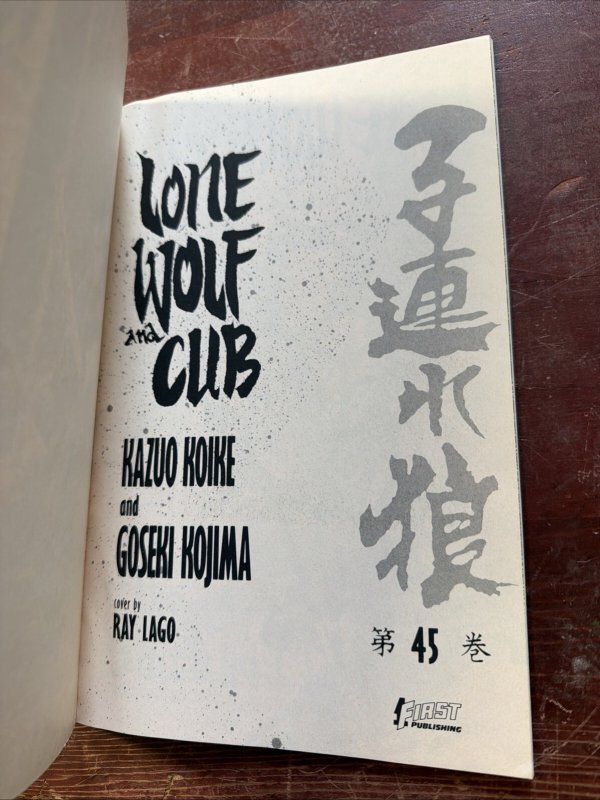 LONE
WOLF
and
CUB
KAZUO KOIKE
and
GOSEKI KOJIMA
cover by
RAY LAGO
子連れ狼
第 45 巻
FIRST
PUBLISHING